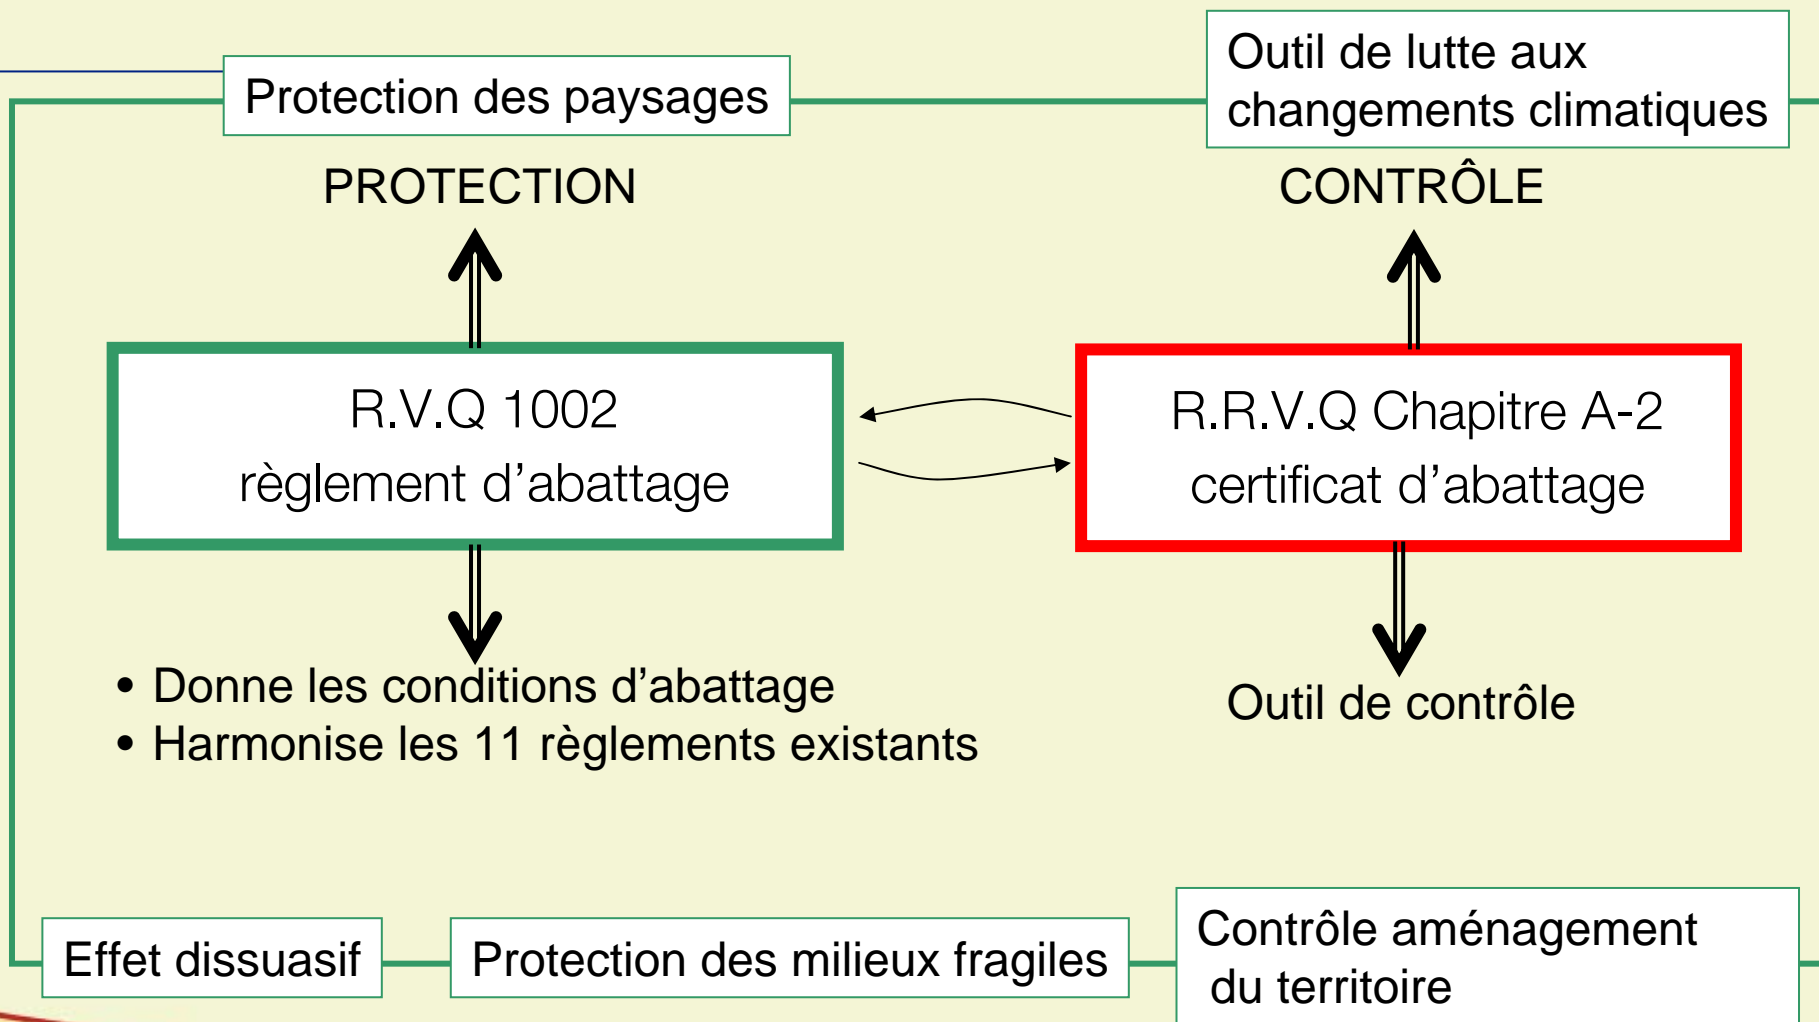 Protection des paysages
Outil de lutte aux
changements climatiques
PROTECTION
CONTRÔLE
R.V.Q 1002
règlement d’abattage
R.R.V.Q Chapitre A-2
certificat d’abattage
• Donne les conditions d’abattage
• Harmonise les 11 règlements existants
Outil de contrôle
Effet dissuasif
Protection des milieux fragiles
Contrôle aménagement
du territoire